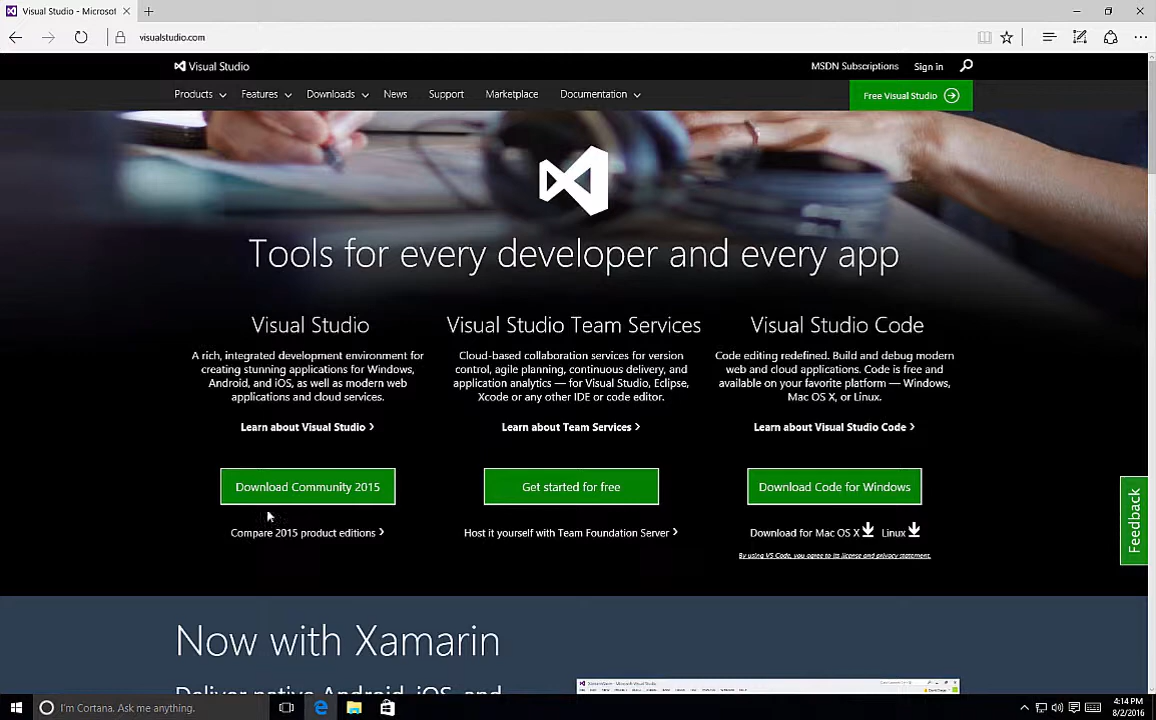 Visual Studio - Microsof
visualstudio.com
Visual Studio
MSDN Subscriptions
Sign in
Products
Features
Downloads
News
Support
Marketplace
Documentation
Free Visual Studio
Tools for every developer and every app
Visual Studio
A rich, integrated development environment for
creating stunning applications for Windows,
Android, and iOS, as well as modern web
applications and cloud services.
Learn about Visual Studio
Download Community 2015
Compare 2015 product editions
Visual Studio Team Services
Cloud-based collaboration services for version
control, agile planning, continuous delivery, and
application analytics — for Visual Studio, Eclipse,
Xcode or any other IDE or code editor.
Learn about Team Services
Get started for free
Host it yourself with Team Foundation Server
Visual Studio Code
Code editing redefined. Build and debug modern
web and cloud applications. Code is free and
available on your favorite platform — Windows,
Mac OS X, or Linux.
Learn about Visual Studio Code
Download Code for Windows
Download for Mac OS X
Linux
By using VS Code, you agree to its license and privacy statement.
Feedback
Now with Xamarin
Deliver native Android, iOS, and
I'm Cortana. Ask me anything.
4:14 PM
8/2/2016